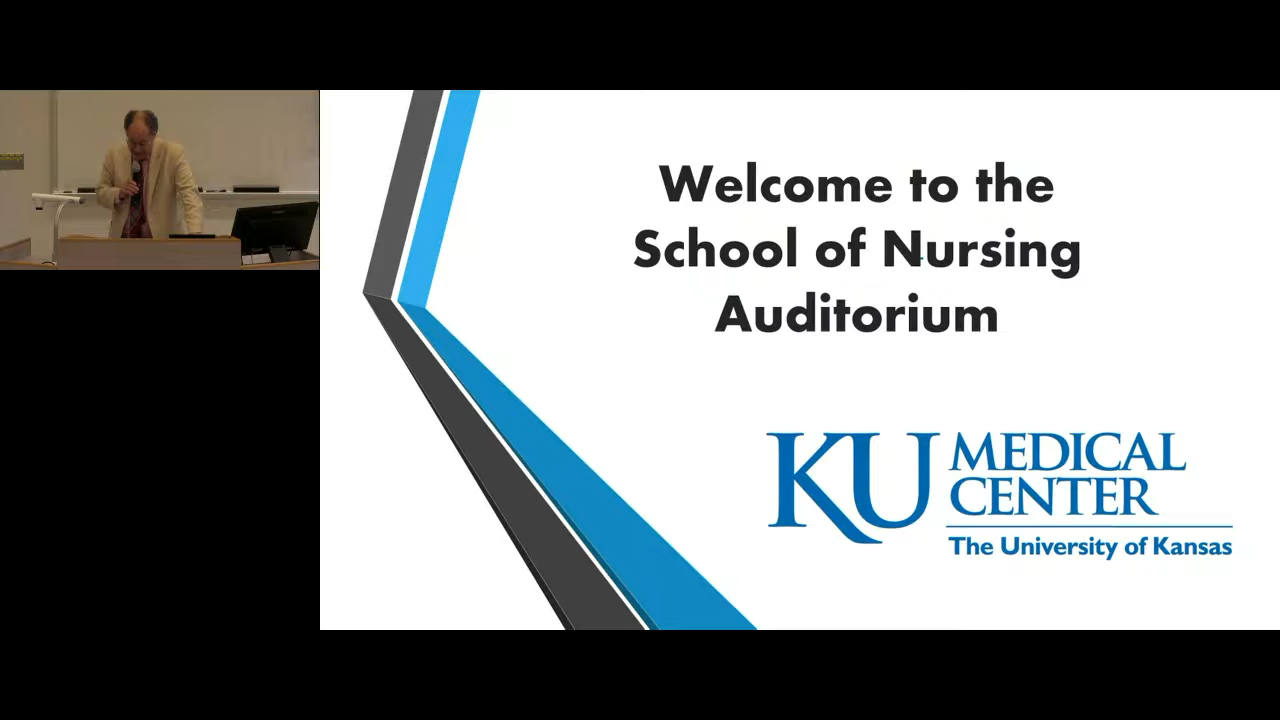 Welcome to the
School of Nursing
Auditorium
KU MEDICAL
CENTER
The University of Kansas